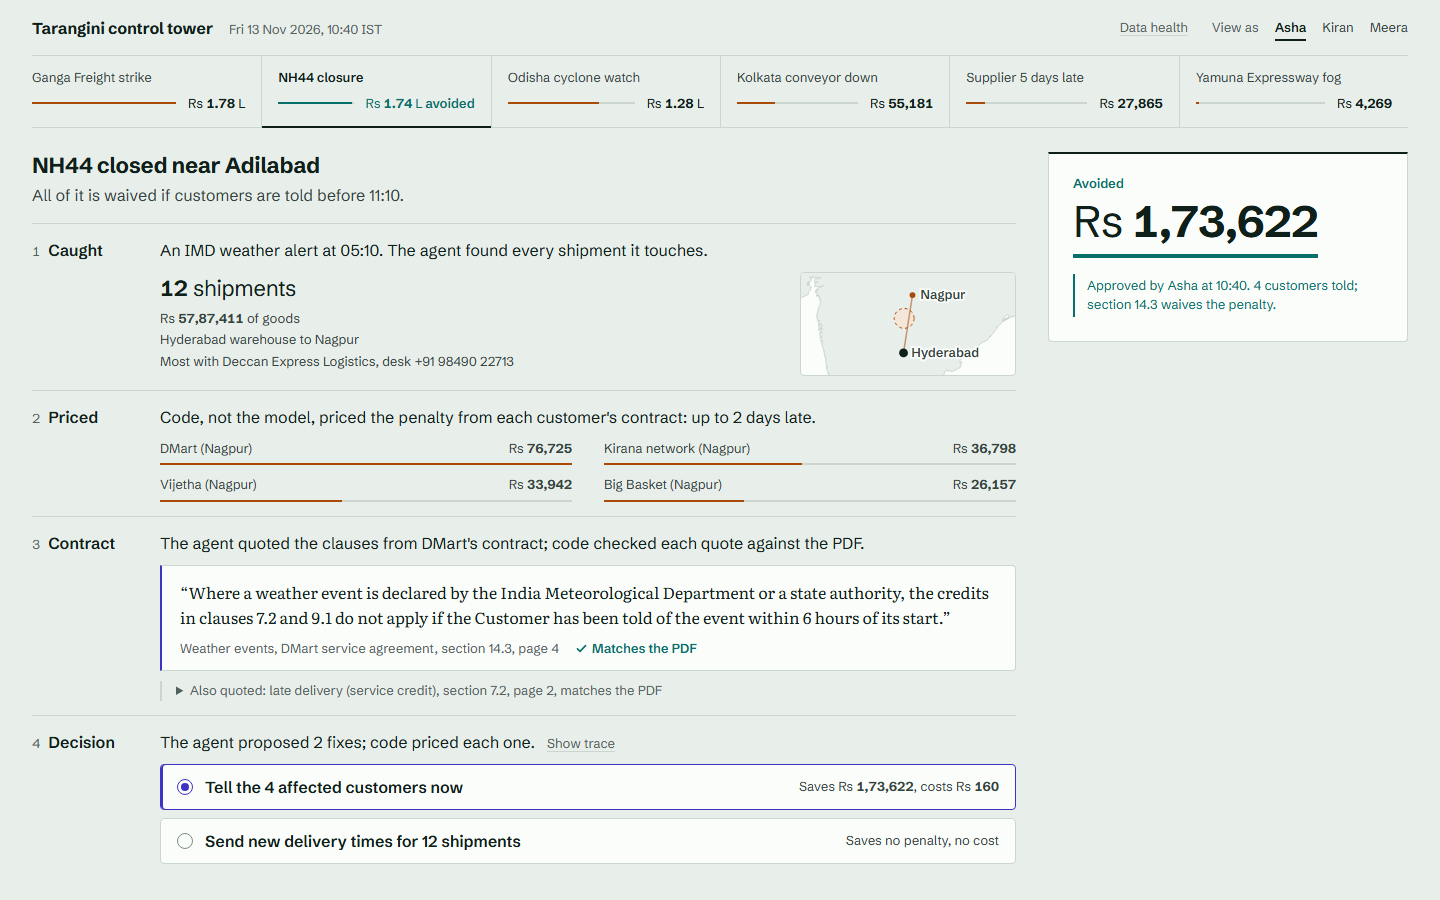 Tarangini control tower Fri 13 Nov 2026, 10:40 IST Data health View as Asha Kiran Meera
Ganga Freight strike
Rs 1.78 L
NH44 closure
Rs 1.74 L avoided
Odisha cyclone watch
Rs 1.28 L
Kolkata conveyor down
Rs 55,181
Supplier 5 days late
Rs 27,865
Yamuna Expressway fog
Rs 4,269
NH44 closed near Adilabad
All of it is waived if customers are told before 11:10.
1 Caught
An IMD weather alert at 05:10. The agent found every shipment it touches.
12 shipments
Rs 57,87,411 of goods
Hyderabad warehouse to Nagpur
Most with Deccan Express Logistics, desk +91 98490 22713
Nagpur
Hyderabad
2 Priced
Code, not the model, priced the penalty from each customer's contract: up to 2 days late.
DMart (Nagpur) Rs 76,725
Kirana network (Nagpur) Rs 36,798
Vijetha (Nagpur) Rs 33,942
Big Basket (Nagpur) Rs 26,157
3 Contract
The agent quoted the clauses from DMart's contract; code checked each quote against the PDF.
“Where a weather event is declared by the India Meteorological Department or a state authority, the credits
in clauses 7.2 and 9.1 do not apply if the Customer has been told of the event within 6 hours of its start.”
Weather events, DMart service agreement, section 14.3, page 4 ✓ Matches the PDF
▶ Also quoted: late delivery (service credit), section 7.2, page 2, matches the PDF
4 Decision
The agent proposed 2 fixes; code priced each one. Show trace
Tell the 4 affected customers now Saves Rs 1,73,622, costs Rs 160
Send new delivery times for 12 shipments Saves no penalty, no cost
Avoided
Rs 1,73,622
Approved by Asha at 10:40. 4 customers told;
section 14.3 waives the penalty.